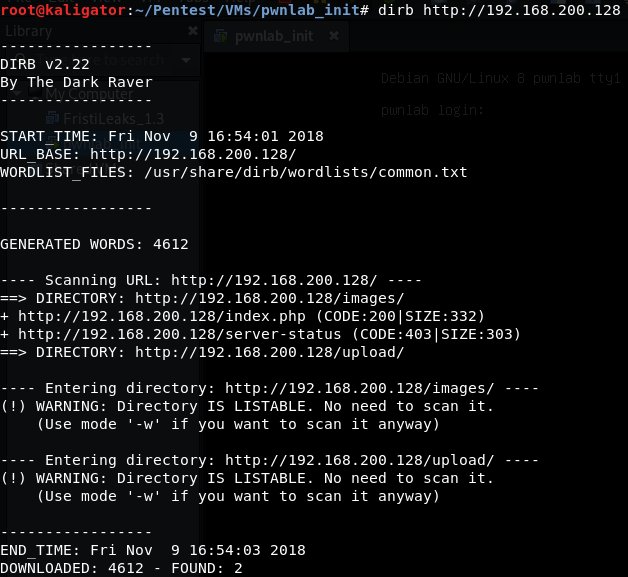 root@kaligator:~/Pentest/VMs/pwnlab_init# dirb http://192.168.200.128
Library
pwnlab_init
-----------------
DIRB v2.22
By The Dark Raver
-----------------
to search
Debian GNU/Linux 8 pwnlab tty1
My Computer
pwnlab login:
FristiLeaks_1.3
START_TIME: Fri Nov  9 16:54:01 2018
URL_BASE: http://192.168.200.128/
WORDLIST_FILES: /usr/share/dirb/wordlists/common.txt
-----------------
GENERATED WORDS: 4612
---- Scanning URL: http://192.168.200.128/ ----
==> DIRECTORY: http://192.168.200.128/images/
+ http://192.168.200.128/index.php (CODE:200|SIZE:332)
+ http://192.168.200.128/server-status (CODE:403|SIZE:303)
==> DIRECTORY: http://192.168.200.128/upload/
---- Entering directory: http://192.168.200.128/images/ ----
(!) WARNING: Directory IS LISTABLE. No need to scan it.
    (Use mode '-w' if you want to scan it anyway)
---- Entering directory: http://192.168.200.128/upload/ ----
(!) WARNING: Directory IS LISTABLE. No need to scan it.
    (Use mode '-w' if you want to scan it anyway)
-----------------
END_TIME: Fri Nov  9 16:54:03 2018
DOWNLOADED: 4612 - FOUND: 2